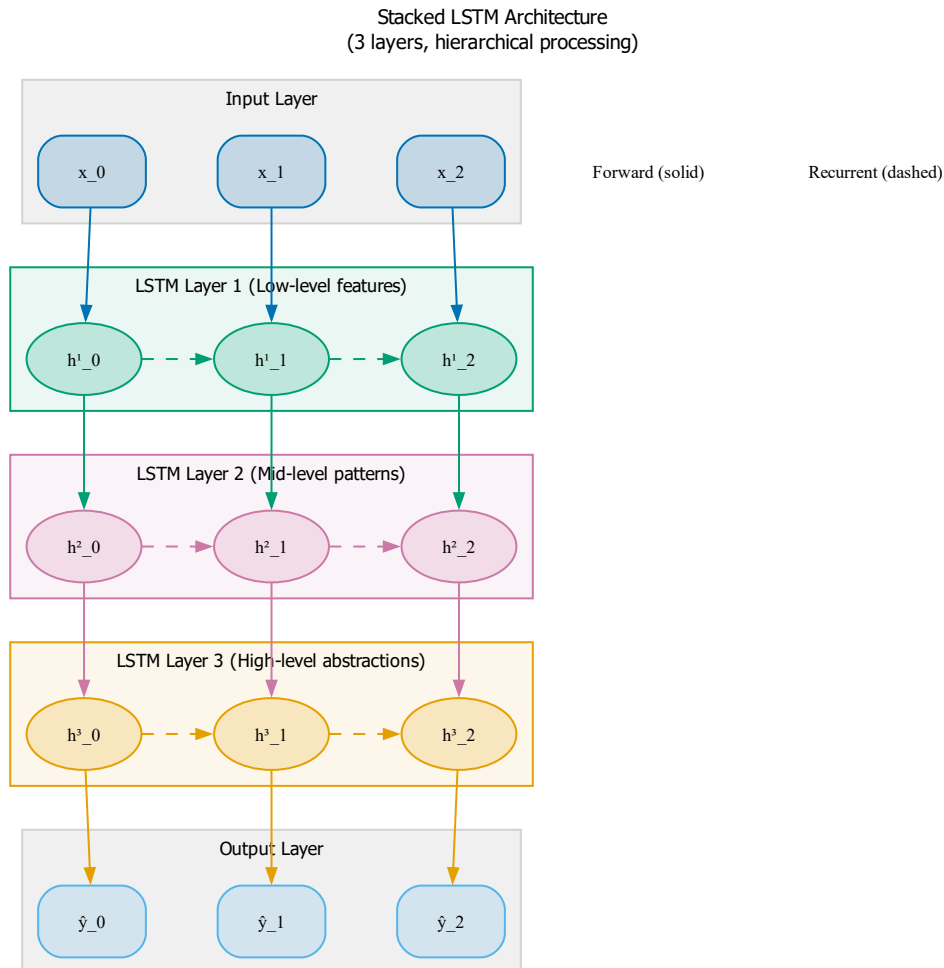 Stacked LSTM Architecture
(3 layers, hierarchical processing)
Input Layer
x_0 x_1 x_2 Forward (solid) Recurrent (dashed)
LSTM Layer 1 (Low-level features)
h¹_0 h¹_1 h¹_2
LSTM Layer 2 (Mid-level patterns)
h²_0 h²_1 h²_2
LSTM Layer 3 (High-level abstractions)
h³_0 h³_1 h³_2
Output Layer
ŷ_0 ŷ_1 ŷ_2